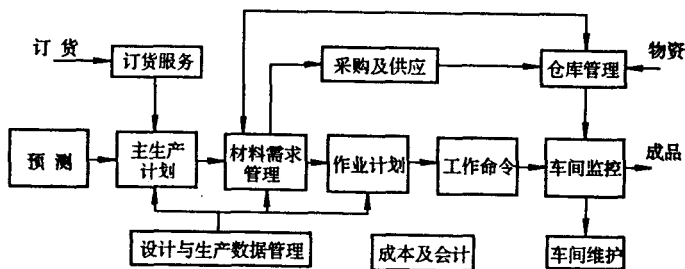 订 货
订货服务
采购及供应
仓库管理
物资
预 测
主生产
计划
材料需求
管理
作业计划
工作命令
车间监控
成品
设计与生产数据管理
成本及会计
车间维护